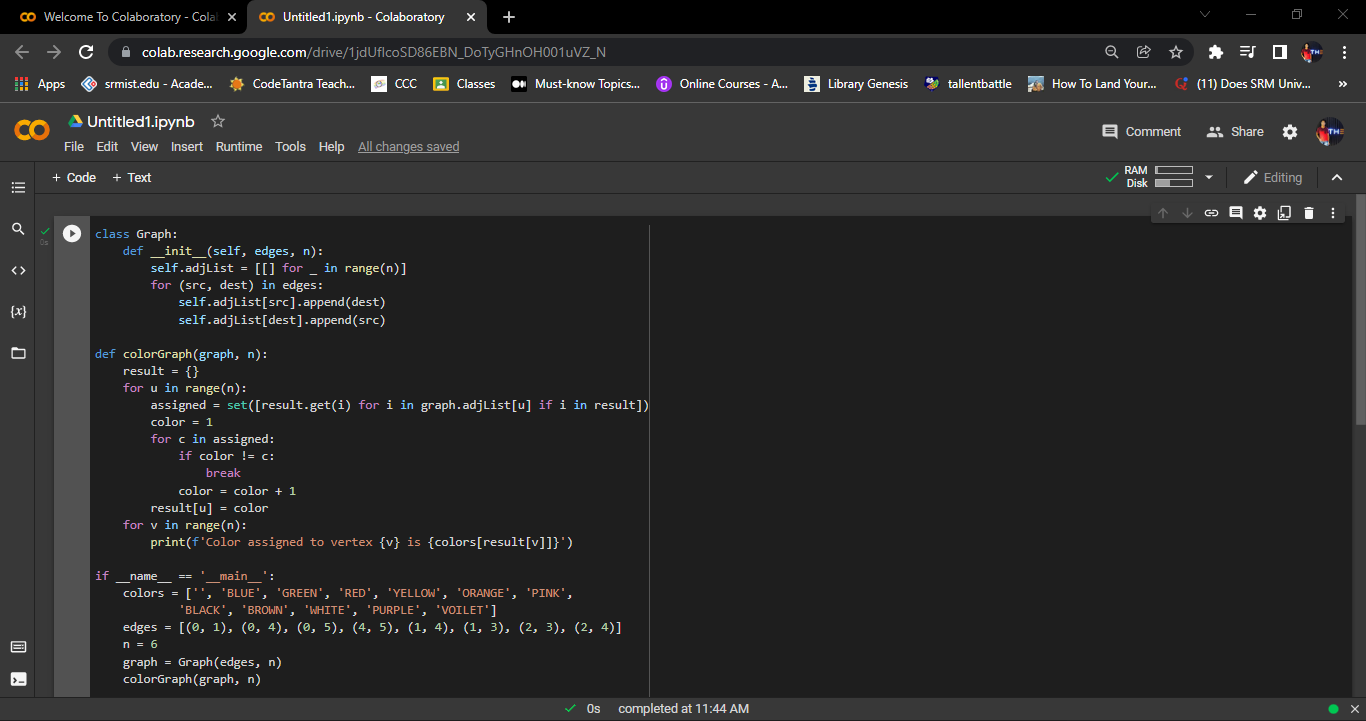 Welcome To Colaboratory - Cola
Untitled1.ipynb - Colaboratory
colab.research.google.com/drive/1jdUfIcoSD86EBN_DoTyGHnOH001uVZ_N
Apps srmist.edu - Acade... CodeTantra Teach... CCC Classes Must-know Topics... Online Courses - A... Library Genesis tallentbattle How To Land Your... (11) Does SRM Univ... »
Untitled1.ipynb
File Edit View Insert Runtime Tools Help All changes saved
Comment Share
+ Code + Text
RAM
Disk
Editing
0s
class Graph:
    def __init__(self, edges, n):
        self.adjList = [[] for _ in range(n)]
        for (src, dest) in edges:
            self.adjList[src].append(dest)
            self.adjList[dest].append(src)
def colorGraph(graph, n):
    result = {}
    for u in range(n):
        assigned = set([result.get(i) for i in graph.adjList[u] if i in result])
        color = 1
        for c in assigned:
            if color != c:
                break
            color = color + 1
        result[u] = color
    for v in range(n):
        print(f'Color assigned to vertex {v} is {colors[result[v]]}')
if __name__ == '__main__':
    colors = ['', 'BLUE', 'GREEN', 'RED', 'YELLOW', 'ORANGE', 'PINK',
            'BLACK', 'BROWN', 'WHITE', 'PURPLE', 'VOILET']
    edges = [(0, 1), (0, 4), (0, 5), (4, 5), (1, 4), (1, 3), (2, 3), (2, 4)]
    n = 6
    graph = Graph(edges, n)
    colorGraph(graph, n)
0s completed at 11:44 AM